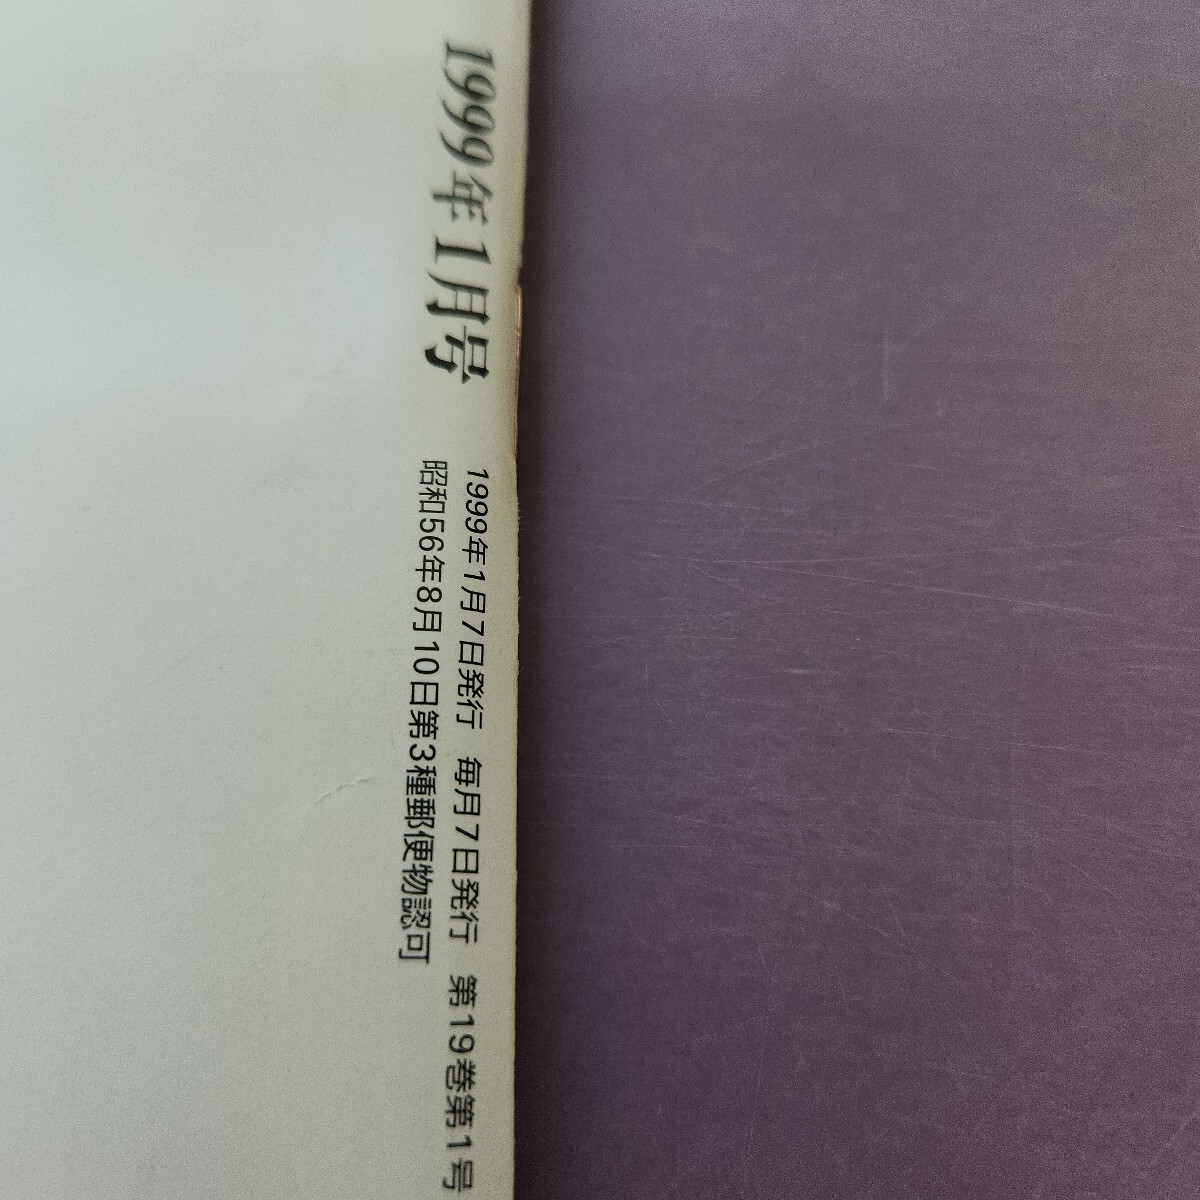 1999年1月号
1999年1月7日発行　毎月7日発行　第19巻第1号
昭和56年8月10日第3種郵便物認可